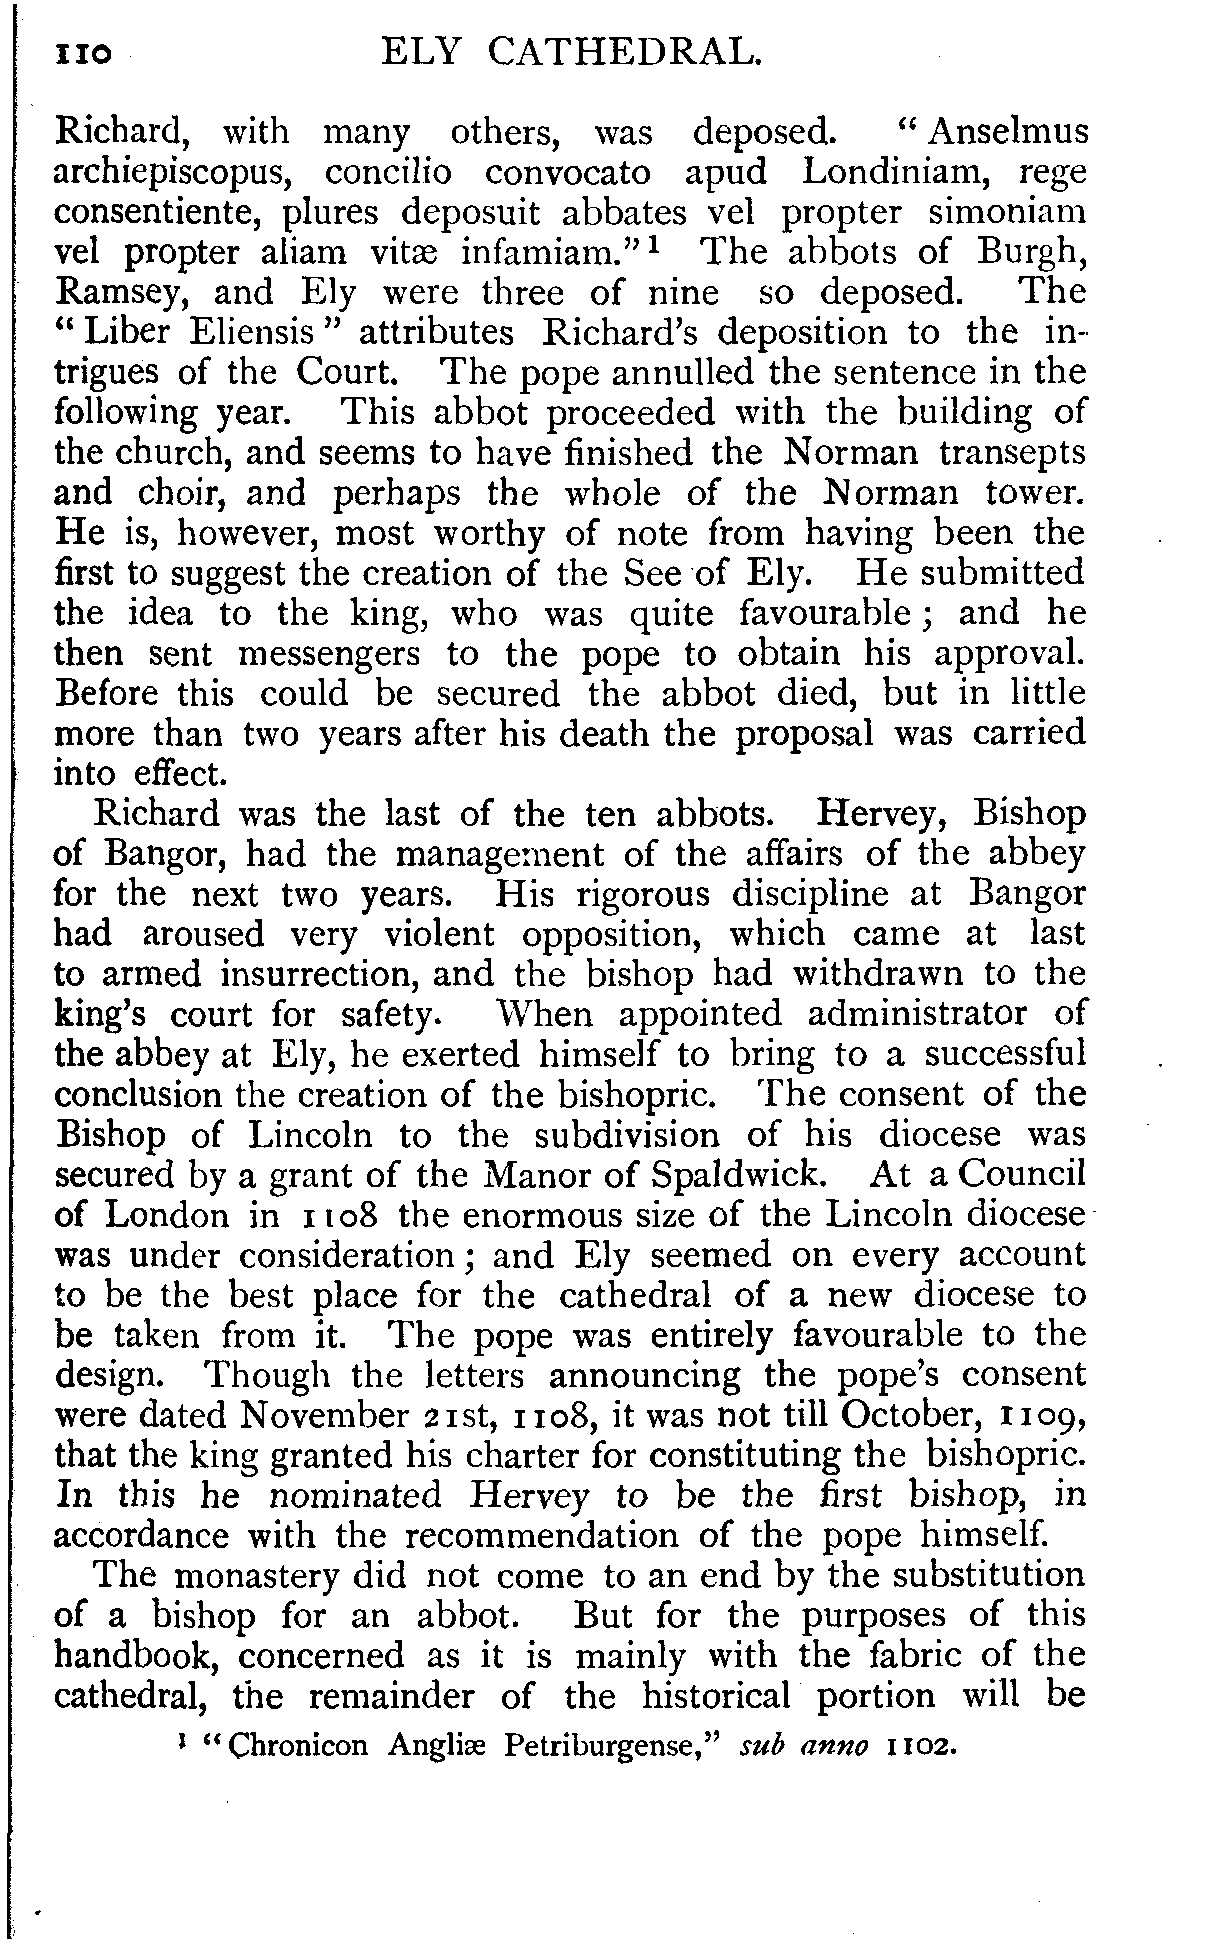 110 ELY CATHEDRAL.
Richard, with many others, was deposed. “ Anselmus
archiepiscopus, concilio convocato apud Londiniam, rege
consentiente, plures deposuit abbates vel propter simoniam
vel propter aliam vitæ infamiam.”¹ The abbots of Burgh,
Ramsey, and Ely were three of nine so deposed. The
“ Liber Eliensis ” attributes Richard’s deposition to the in-
trigues of the Court. The pope annulled the sentence in the
following year. This abbot proceeded with the building of
the church, and seems to have finished the Norman transepts
and choir, and perhaps the whole of the Norman tower.
He is, however, most worthy of note from having been the
first to suggest the creation of the See of Ely. He submitted
the idea to the king, who was quite favourable ; and he
then sent messengers to the pope to obtain his approval.
Before this could be secured the abbot died, but in little
more than two years after his death the proposal was carried
into effect.
Richard was the last of the ten abbots. Hervey, Bishop
of Bangor, had the management of the affairs of the abbey
for the next two years. His rigorous discipline at Bangor
had aroused very violent opposition, which came at last
to armed insurrection, and the bishop had withdrawn to the
king’s court for safety. When appointed administrator of
the abbey at Ely, he exerted himself to bring to a successful
conclusion the creation of the bishopric. The consent of the
Bishop of Lincoln to the subdivision of his diocese was
secured by a grant of the Manor of Spaldwick. At a Council
of London in 1108 the enormous size of the Lincoln diocese
was under consideration ; and Ely seemed on every account
to be the best place for the cathedral of a new diocese to
be taken from it. The pope was entirely favourable to the
design. Though the letters announcing the pope’s consent
were dated November 21st, 1108, it was not till October, 1109,
that the king granted his charter for constituting the bishopric.
In this he nominated Hervey to be the first bishop, in
accordance with the recommendation of the pope himself.
The monastery did not come to an end by the substitution
of a bishop for an abbot. But for the purposes of this
handbook, concerned as it is mainly with the fabric of the
cathedral, the remainder of the historical portion will be
¹ “Chronicon Angliæ Petriburgense,” sub anno 1102.